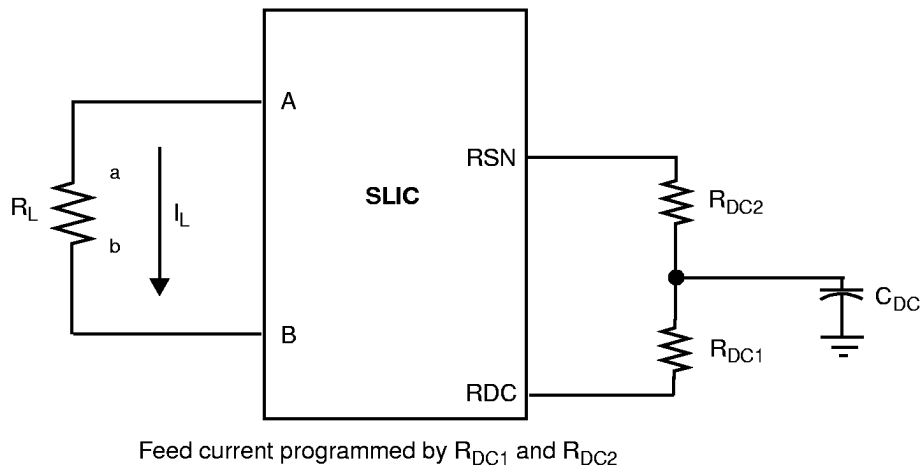 A
RSN
SLIC
R_DC2
a
R_L
I_L
b
C_DC
B
R_DC1
RDC
Feed current programmed by R_DC1 and R_DC2